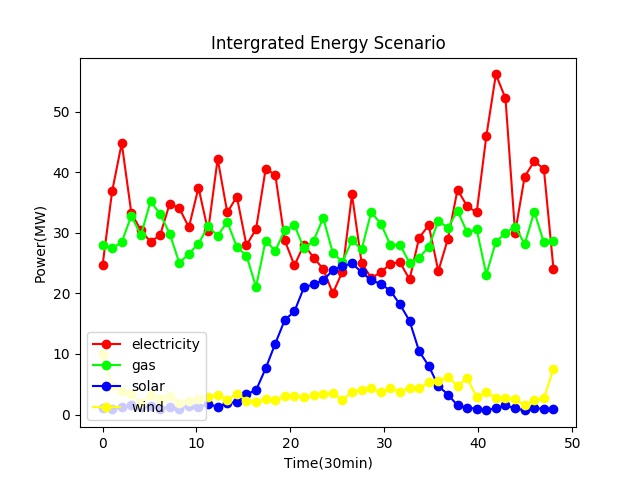 Intergrated Energy Scenario
Power(MW)
50
40
30
20
10
0
electricity
gas
solar
wind
0 10 20 30 40 50
Time(30min)